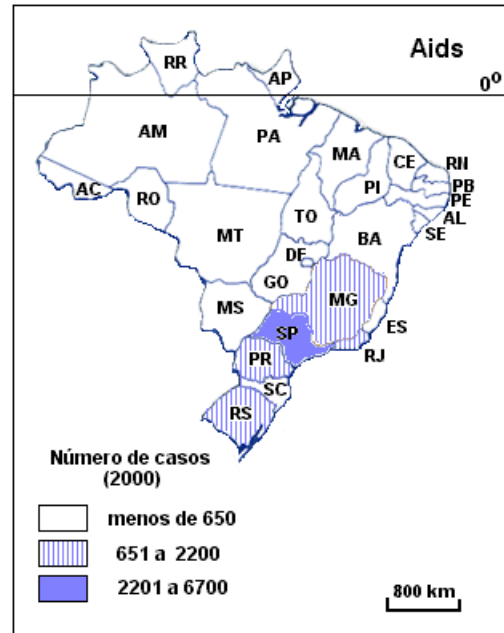 Aids
0º
RR
AP
AM
PA
MA
CE
RN
PB
PE
AL
SE
PI
AC
RO
TO
BA
MT
DF
GO
MG
MS
ES
SP
RJ
PR
SC
RS
Número de casos
(2000)
menos de 650
651 a 2200
2201 a 6700
800 km